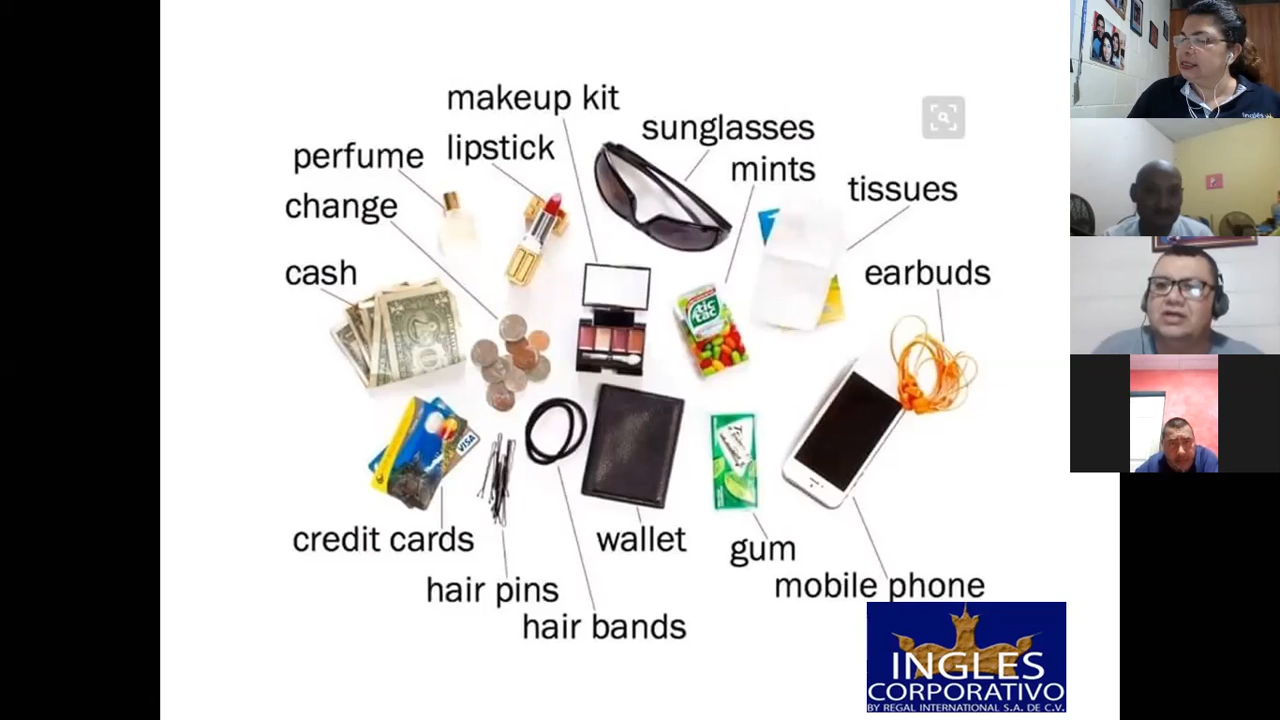 makeup kit
sunglasses
perfume
lipstick
mints
change
tissues
cash
earbuds
tic
tac
VISA
credit cards
wallet
gum
hair pins
mobile phone
hair bands
INGLES
CORPORATIVO
BY REGAL INTERNATIONAL S.A. DE C.V.